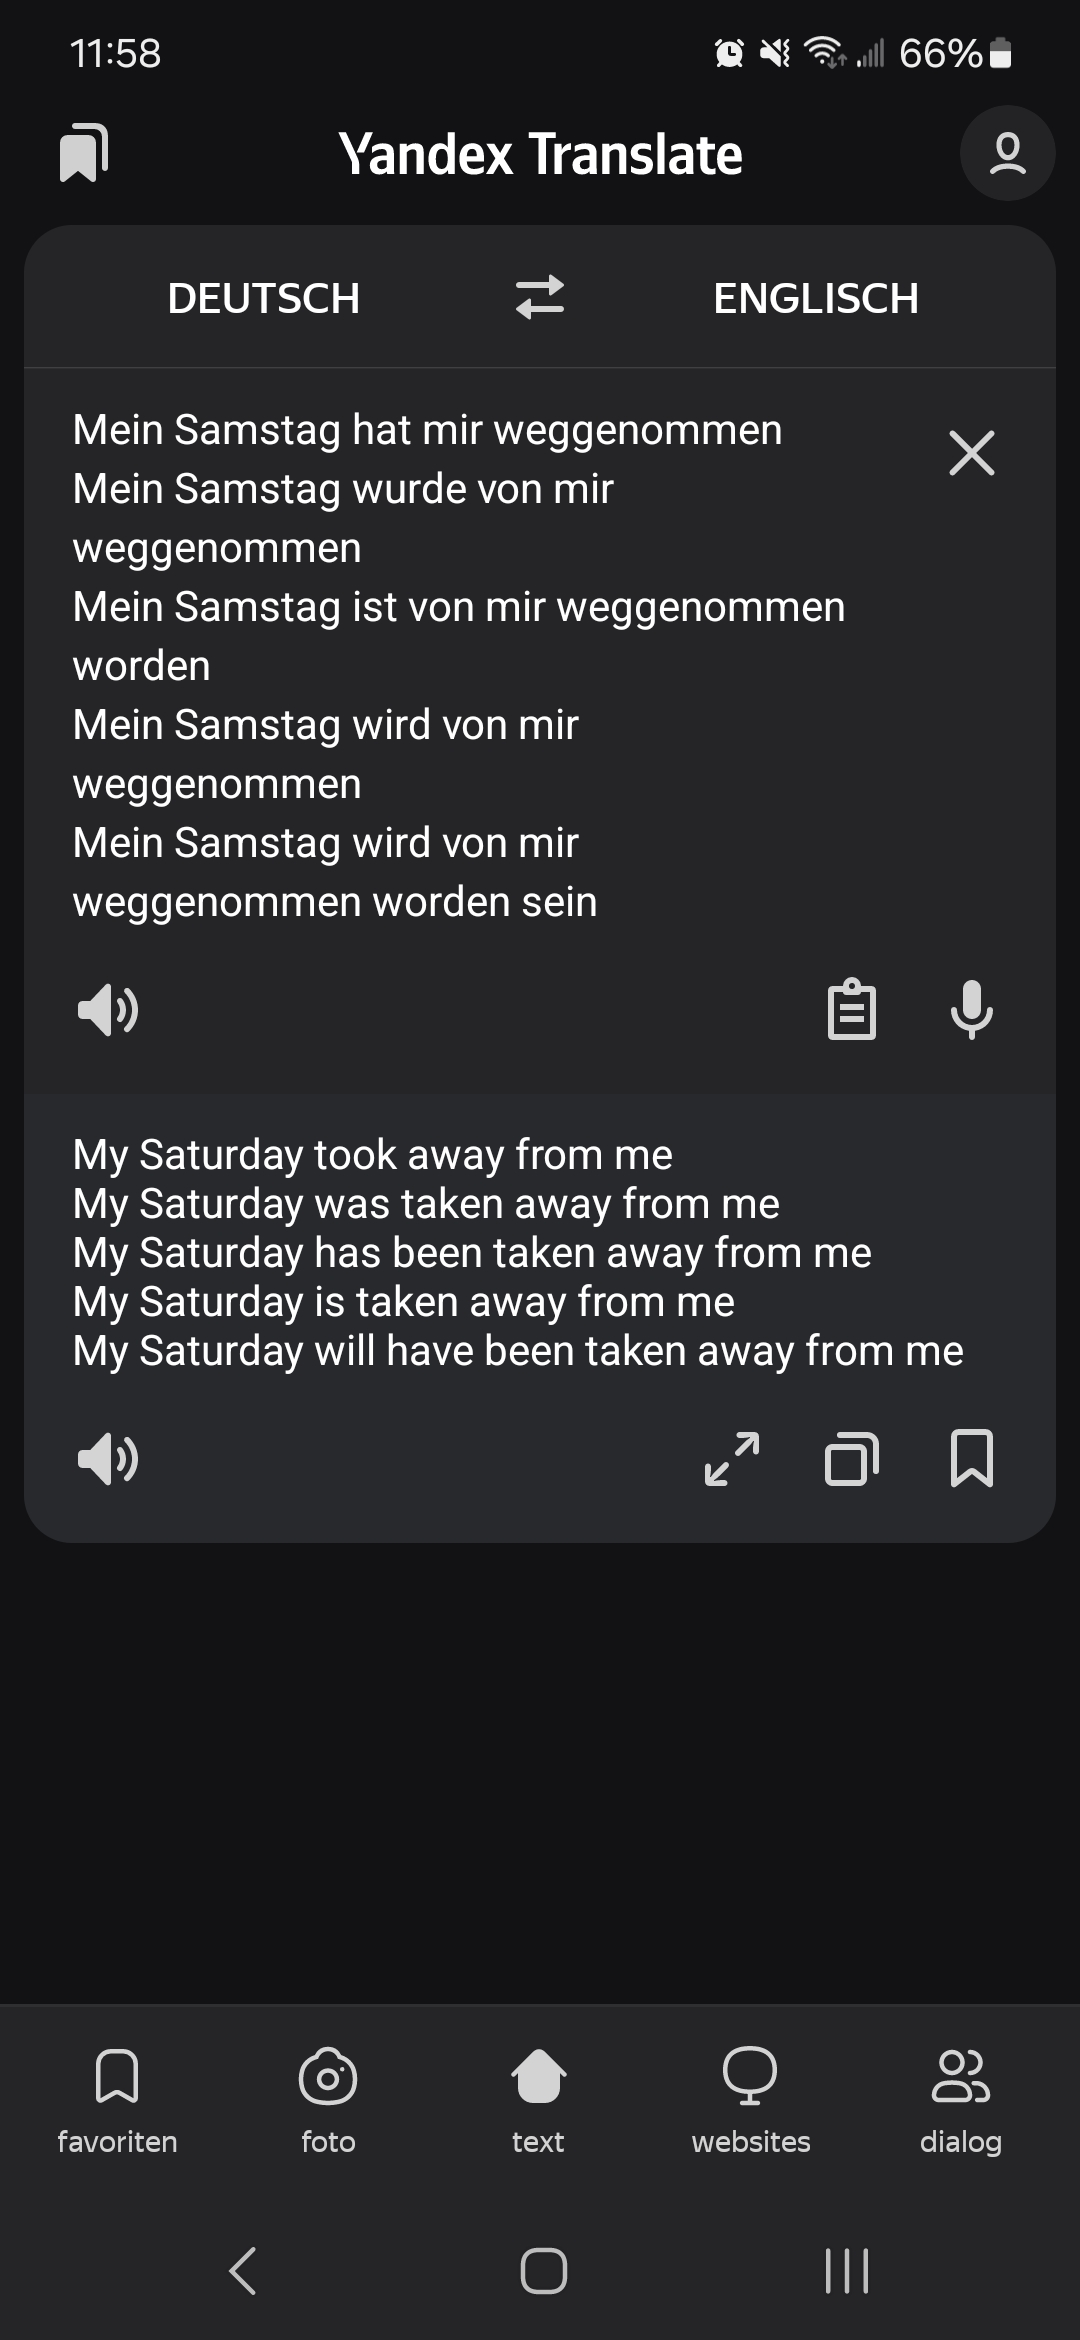 11:58
66%
Yandex Translate
DEUTSCH
ENGLISCH
Mein Samstag hat mir weggenommen
Mein Samstag wurde von mir
weggenommen
Mein Samstag ist von mir weggenommen
worden
Mein Samstag wird von mir
weggenommen
Mein Samstag wird von mir
weggenommen worden sein
My Saturday took away from me
My Saturday was taken away from me
My Saturday has been taken away from me
My Saturday is taken away from me
My Saturday will have been taken away from me
favoriten
foto
text
websites
dialog